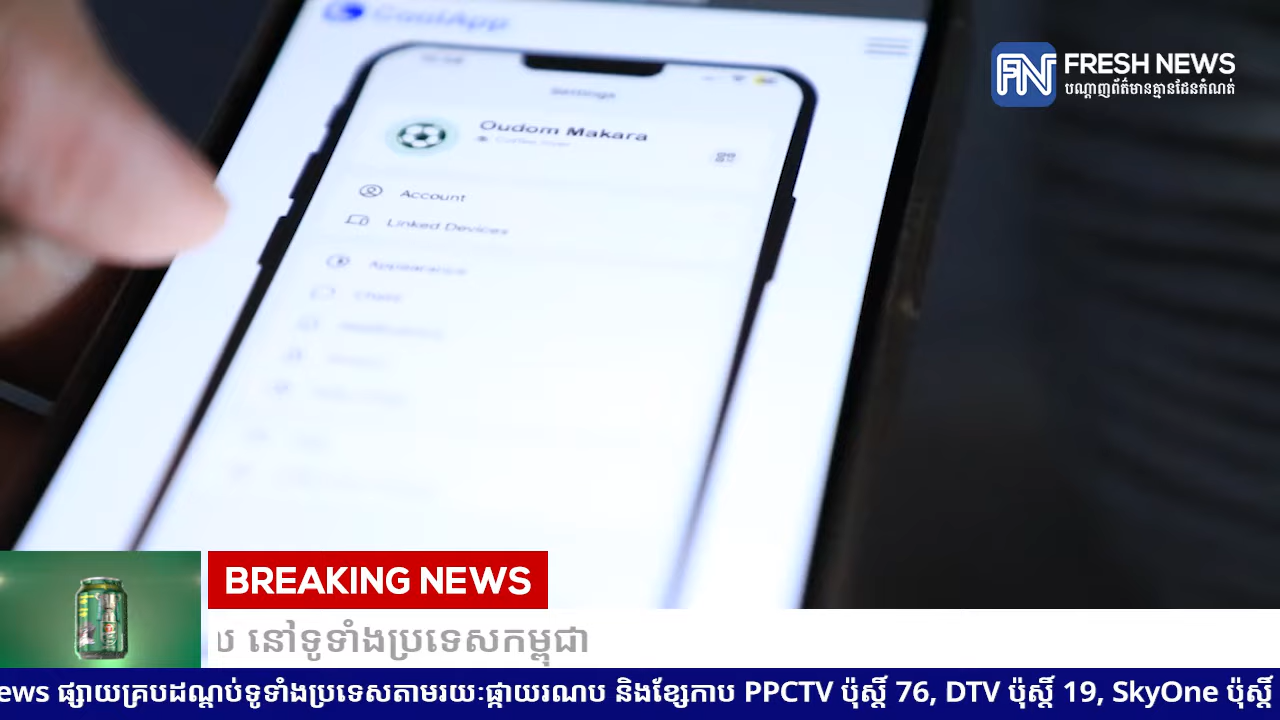 CoolApp
FRESH NEWS
បណ្តាញព័ត៌មានគ្មានដែនកំណត់
Settings
Oudom Makara
Account
Linked Devices
Appearance
Chats
BREAKING NEWS
នៅទូទាំងប្រទេសកម្ពុជា
ews ផ្សាយគ្របដណ្តប់ទូទាំងប្រទេសតាមរយៈផ្កាយរណប និងខ្សែកាប PPCTV ប៉ុស្តិ៍ 76, DTV ប៉ុស្តិ៍ 19, SkyOne ប៉ុស្តិ៍